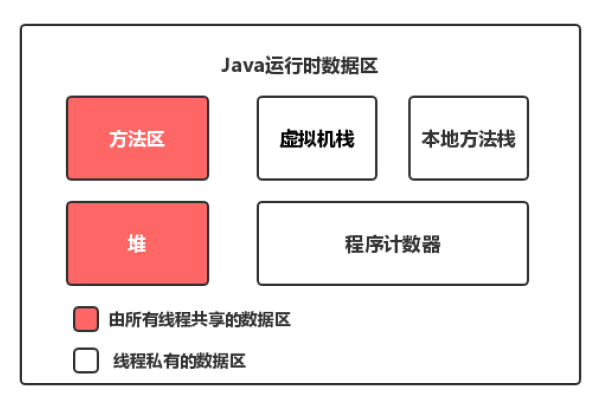 Java运行时数据区
方法区 虚拟机栈 本地方法栈
堆 程序计数器
由所有线程共享的数据区
线程私有的数据区